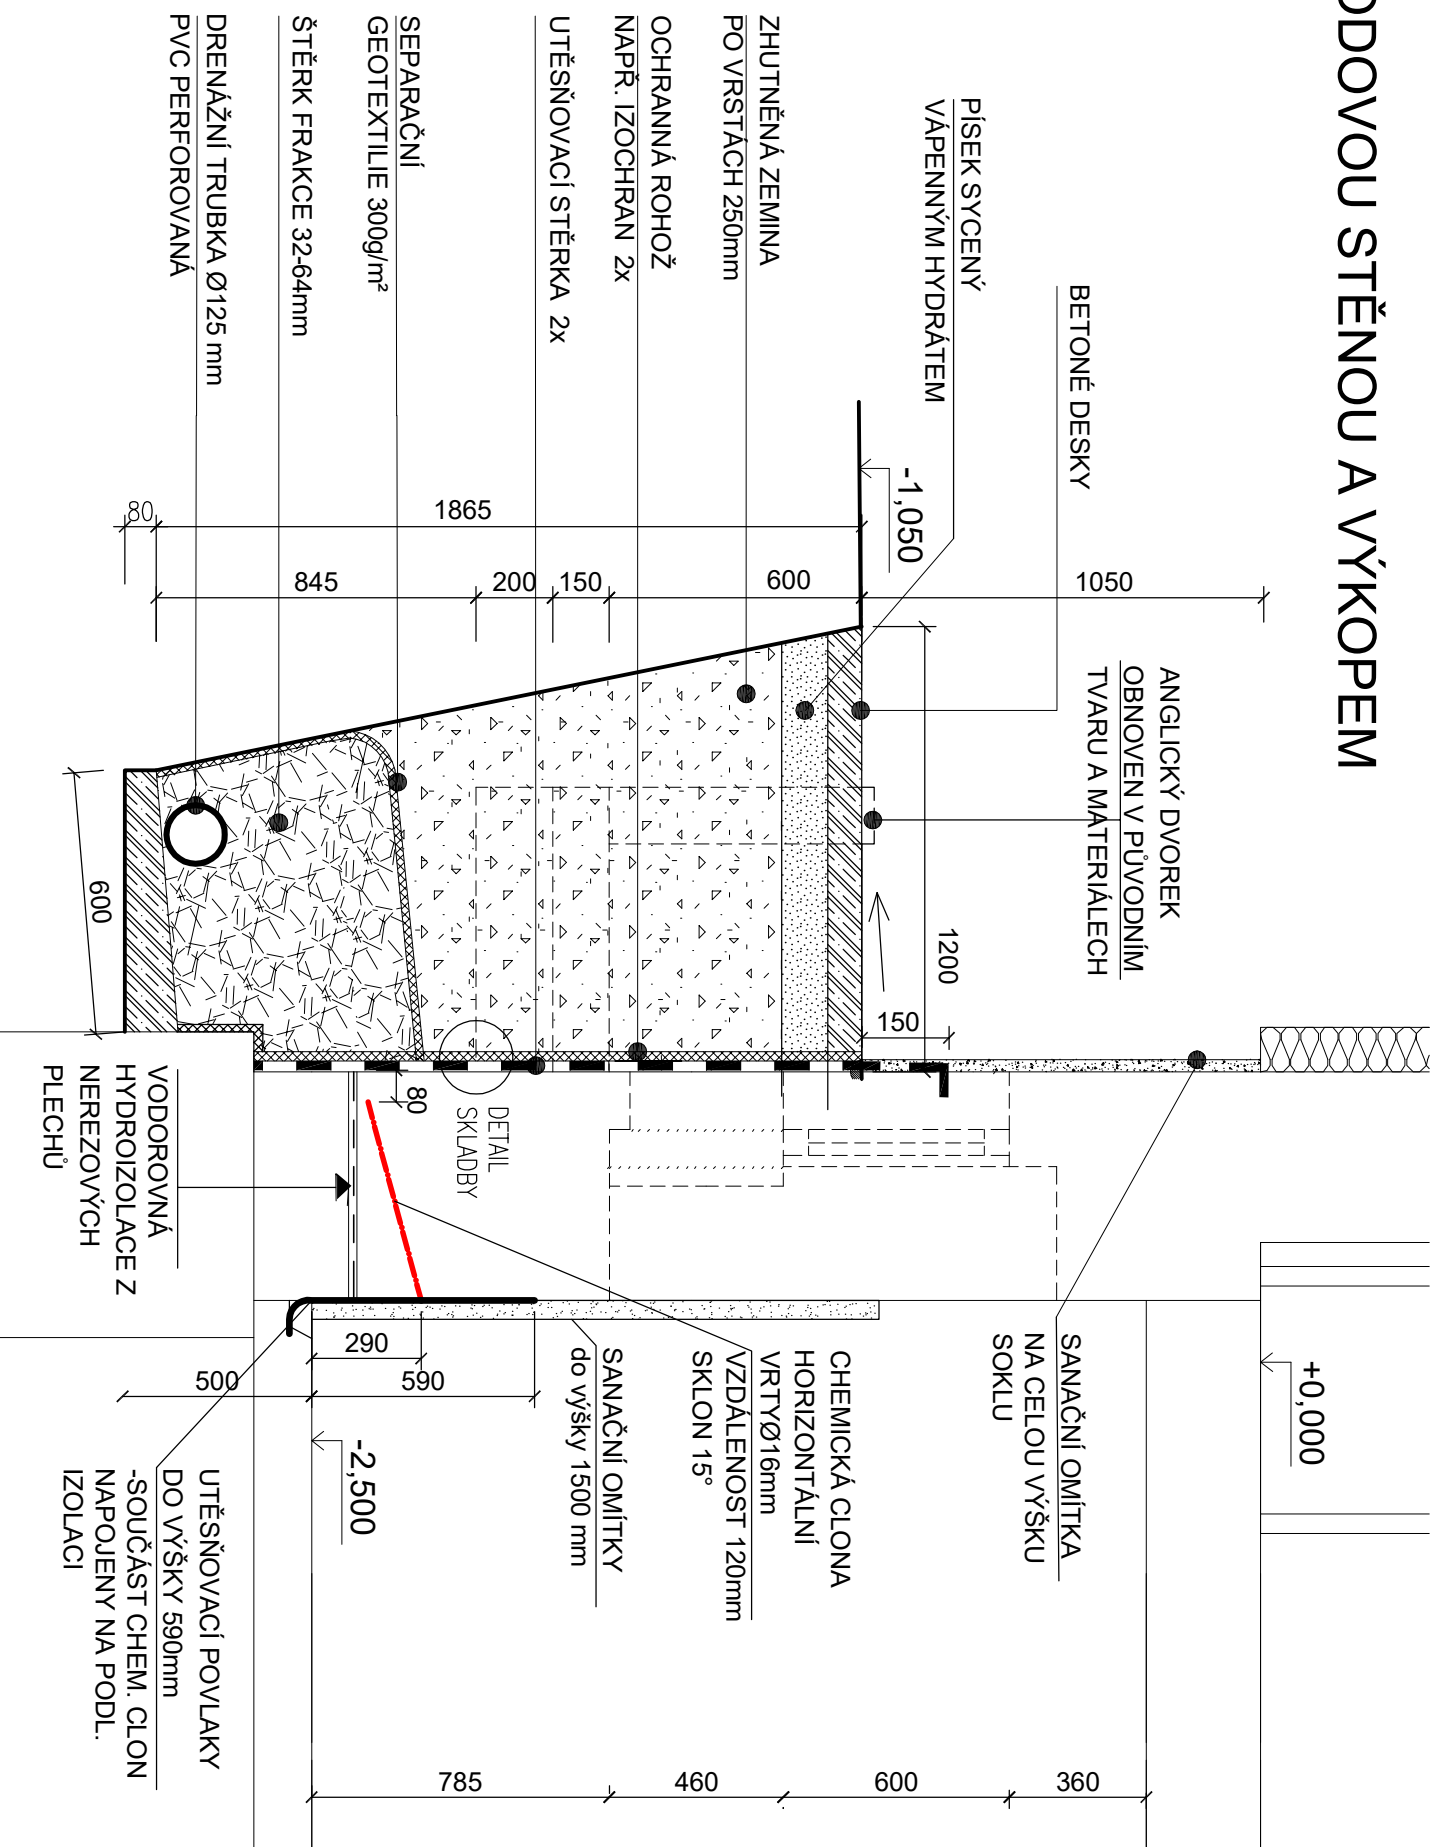 ODOVOU STĚNOU A VÝKOPEM
BETONÉ DESKY
PÍSEK SYCENÝ
VÁPENNÝM HYDRÁTEM
ZHUTNĚNÁ ZEMINA
PO VRSTÁCH 250mm
OCHRANNÁ ROHOŽ
NAPŘ. IZOCHRAN 2x
UTĚSŇOVACÍ STĚRKA 2x
SEPARAČNÍ
GEOTEXTILIE 300g/m²
ŠTĚRK FRAKCE 32-64mm
DRENÁŽNÍ TRUBKA Ø125 mm
PVC PERFOROVANÁ
-1,050
80
1865
845
200
150
600
1050
ANGLICKÝ DVOREK
OBNOVEN V PŮVODNÍM
TVARU A MATERIÁLECH
1200
150
600
80
DETAIL
SKLADBY
VODOROVNÁ
HYDROIZOLACE Z
NEREZOVÝCH
PLECHŮ
SANAČNÍ OMÍTKA
NA CELOU VÝŠKU
SOKLU
+0,000
CHEMICKÁ CLONA
HORIZONTÁLNÍ
VRTYØ16mm
VZDÁLENOST 120mm
SKLON 15°
SANAČNÍ OMÍTKY
do výšky 1500 mm
290
500
590
-2,500
UTĚSŇOVACÍ POVLAKY
DO VÝŠKY 590mm
-SOUČÁST CHEM. CLON
NAPOJENY NA PODL.
IZOLACI
785
460
600
360